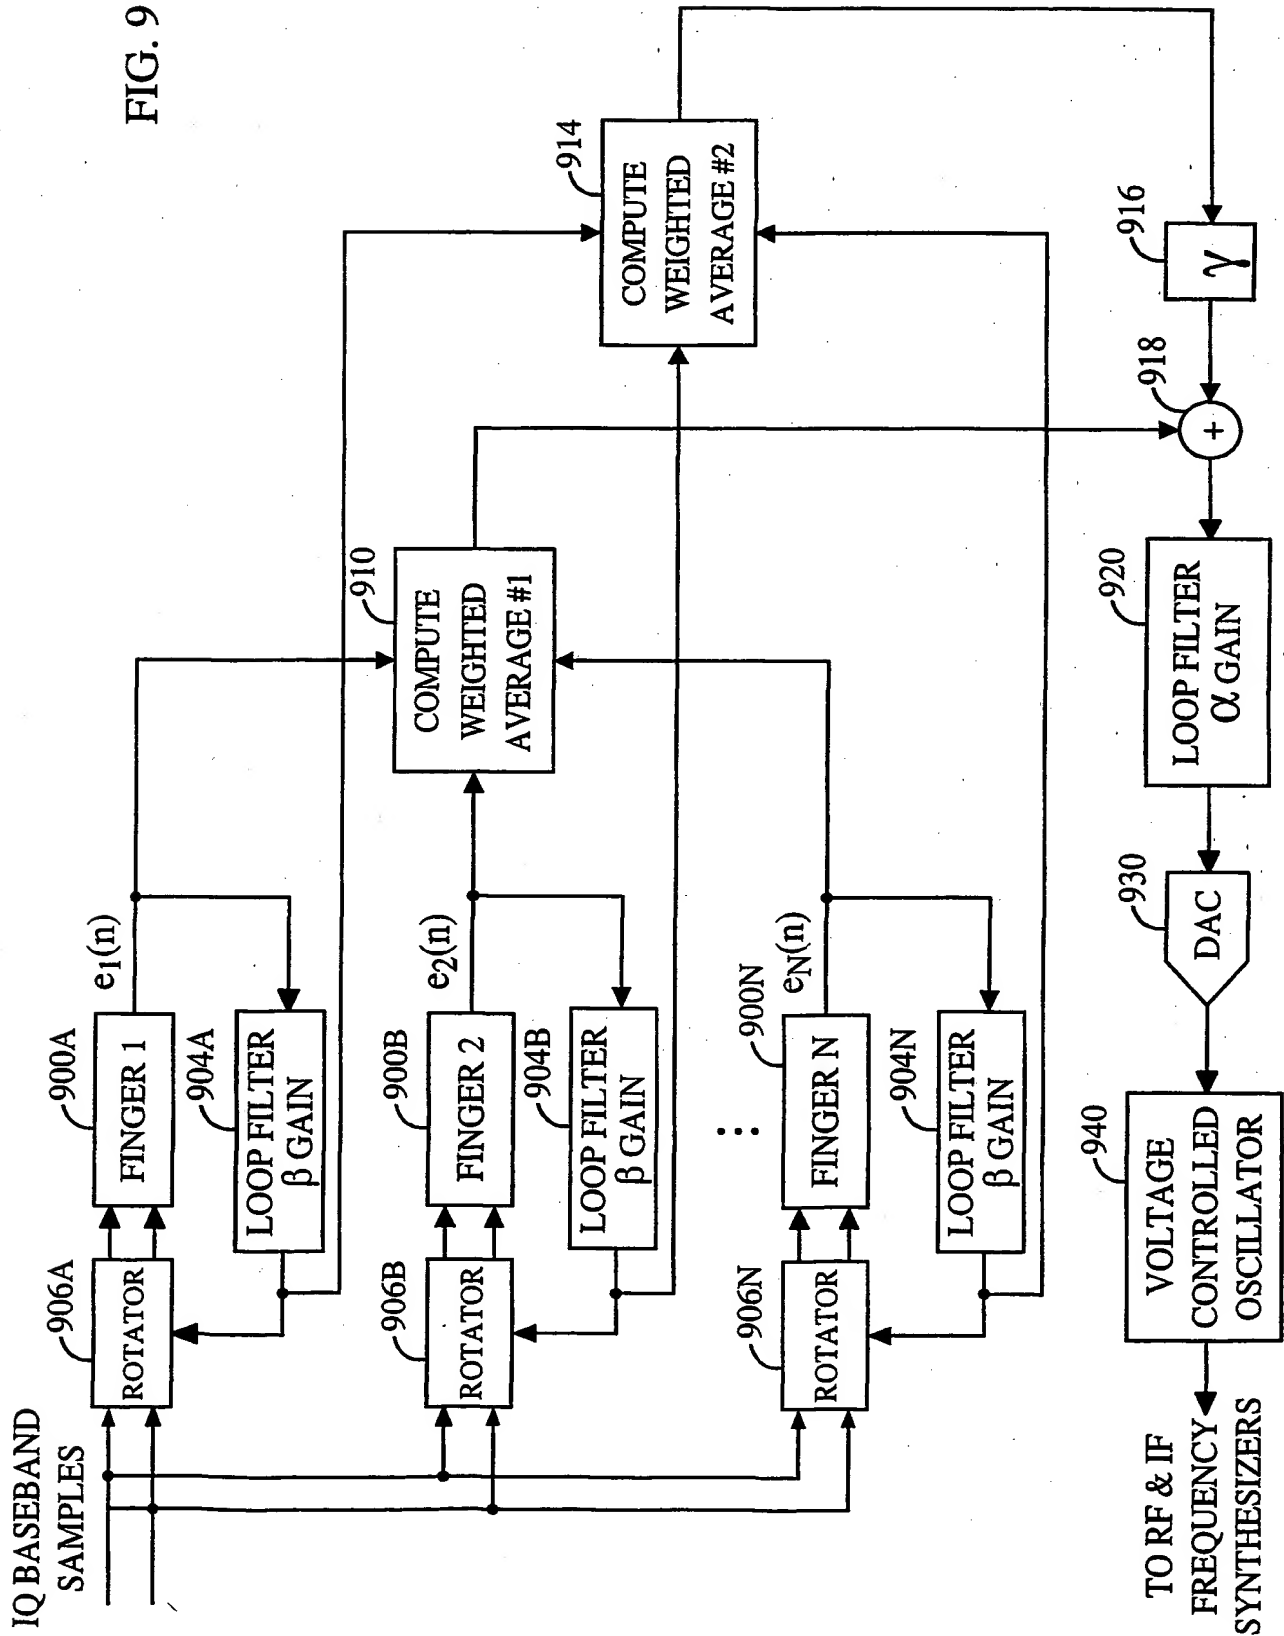 FIG. 9
IQ BASEBAND
SAMPLES
906A
ROTATOR
900A
FINGER 1
e1(n)
904A
LOOP FILTER
β GAIN
906B
ROTATOR
900B
FINGER 2
e2(n)
904B
LOOP FILTER
β GAIN
...
906N
ROTATOR
900N
FINGER N
eN(n)
904N
LOOP FILTER
β GAIN
910
COMPUTE
WEIGHTED
AVERAGE #1
914
COMPUTE
WEIGHTED
AVERAGE #2
916
γ
918
+
920
LOOP FILTER
α GAIN
930
DAC
940
VOLTAGE
CONTROLLED
OSCILLATOR
TO RF & IF
FREQUENCY
SYNTHESIZERS